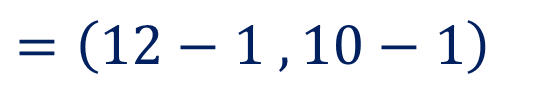 = (12 − 1 , 10 − 1)